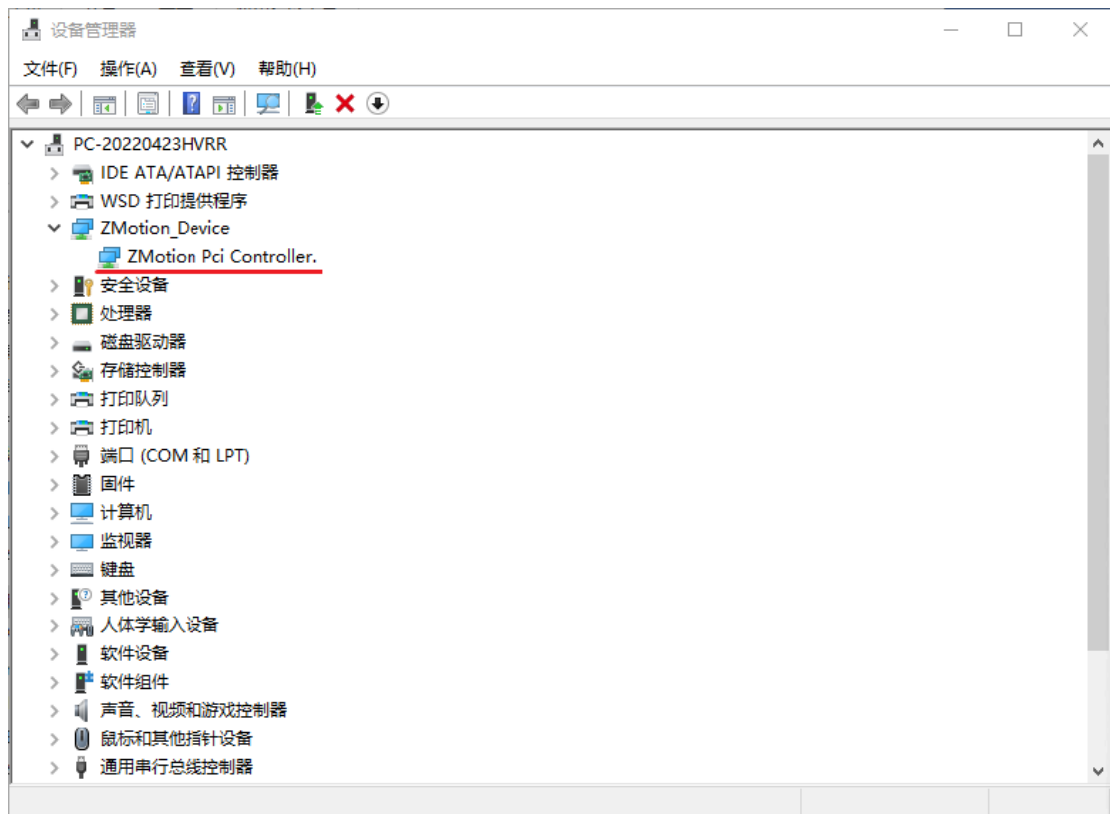 设备管理器
文件(F) 操作(A) 查看(V) 帮助(H)
PC-20220423HVRR
IDE ATA/ATAPI 控制器
WSD 打印提供程序
ZMotion_Device
ZMotion Pci Controller.
安全设备
处理器
磁盘驱动器
存储控制器
打印队列
打印机
端口 (COM 和 LPT)
固件
计算机
监视器
键盘
其他设备
人体学输入设备
软件设备
软件组件
声音、视频和游戏控制器
鼠标和其他指针设备
通用串行总线控制器